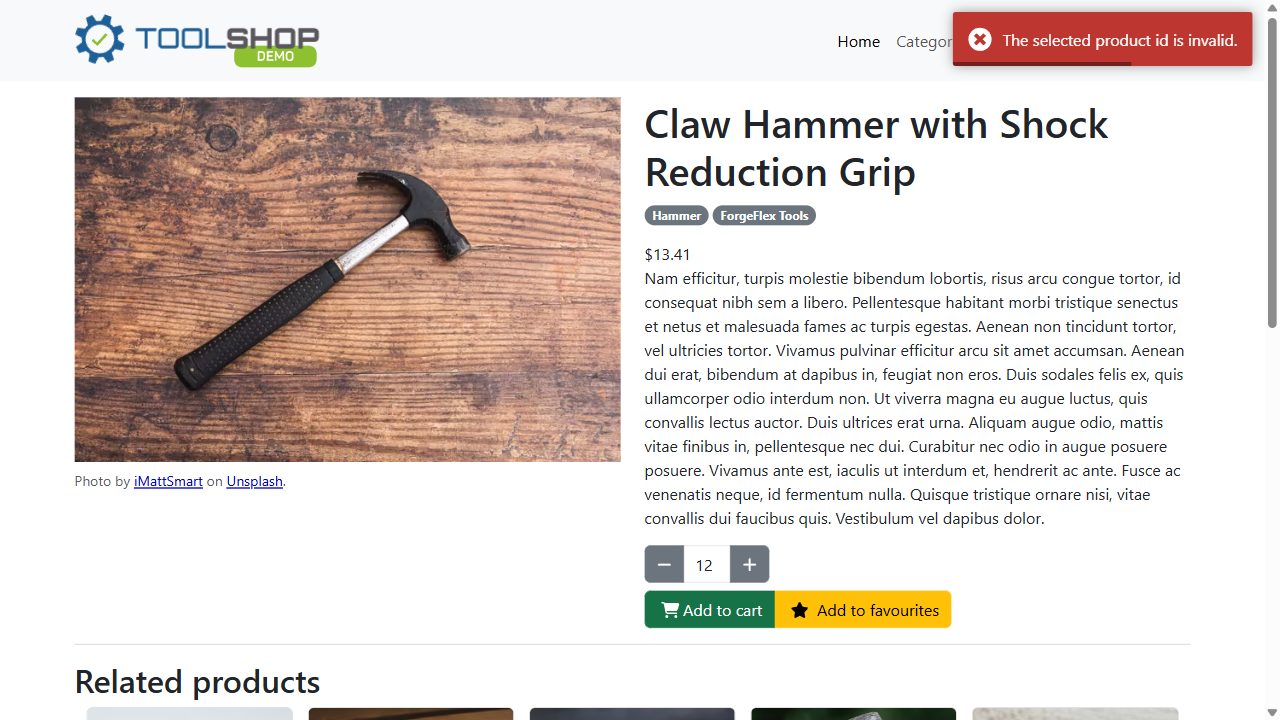 TOOLSHOP
DEMO
Home
Categor
The selected product id is invalid.
Claw Hammer with Shock
Reduction Grip
Hammer
ForgeFlex Tools
$13.41
Nam efficitur, turpis molestie bibendum lobortis, risus arcu congue tortor, id
consequat nibh sem a libero. Pellentesque habitant morbi tristique senectus
et netus et malesuada fames ac turpis egestas. Aenean non tincidunt tortor,
vel ultricies tortor. Vivamus pulvinar efficitur arcu sit amet accumsan. Aenean
dui erat, bibendum at dapibus in, feugiat non eros. Duis sodales felis ex, quis
ullamcorper odio interdum non. Ut viverra magna eu augue luctus, quis
convallis lectus auctor. Duis ultrices erat urna. Aliquam augue odio, mattis
vitae finibus in, pellentesque nec dui. Curabitur nec odio in augue posuere
posuere. Vivamus ante est, iaculis ut interdum et, hendrerit ac ante. Fusce ac
venenatis neque, id fermentum nulla. Quisque tristique ornare nisi, vitae
convallis dui faucibus quis. Vestibulum vel dapibus dolor.
Photo by iMattSmart on Unsplash.
12
Add to cart
Add to favourites
Related products